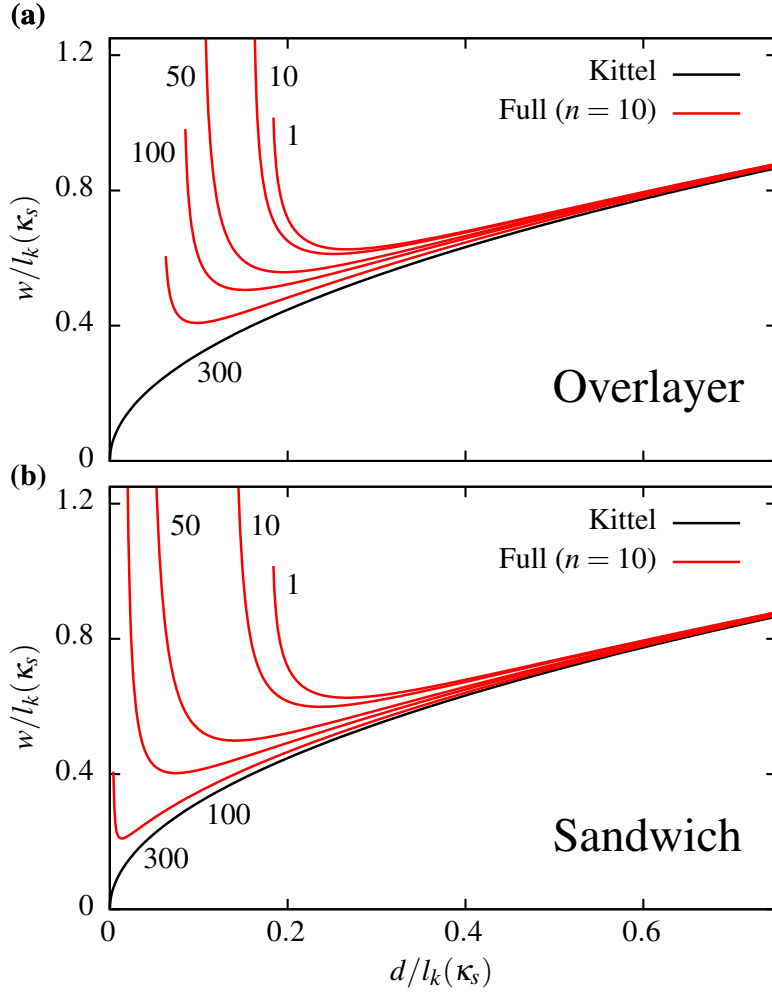 (a)
1.2
50
10
Kittel
Full (n = 10)
100
1
0.8
w/l_k(κ_s)
0.4
300
Overlayer
0
(b)
1.2
50
10
Kittel
Full (n = 10)
1
0.8
w/l_k(κ_s)
0.4
100
300
Sandwich
0
0 0.2 0.4 0.6
d/l_k(κ_s)